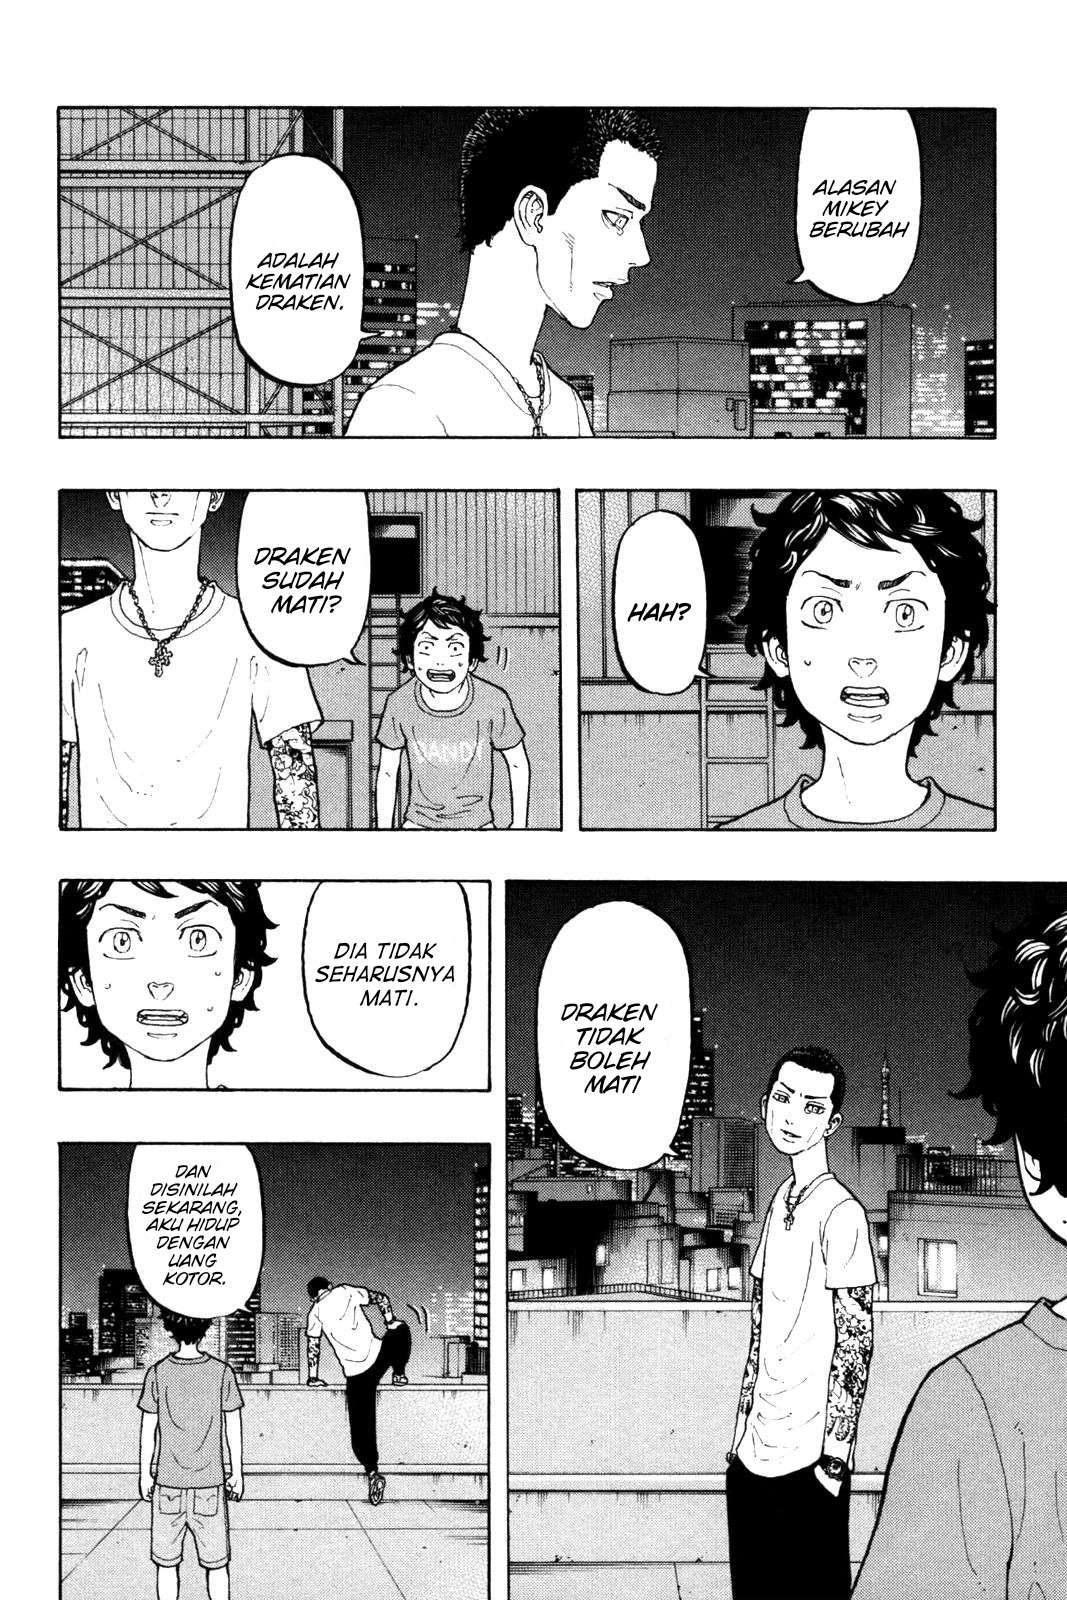 ALASAN
MIKEY
BERUBAH
ADALAH
KEMATIAN
DRAKEN.
HAH?
DRAKEN
SUDAH
MATI?
DANDY
DRAKEN
TIDAK
BOLEH
MATI
DIA TIDAK
SEHARUSNYA
MATI.
DAN
DISINILAH
SEKARANG,
AKU HIDUP
DENGAN
UANG
KOTOR.